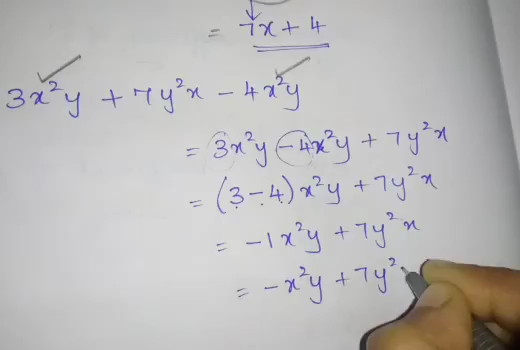 = 7x + 4
3x²y + 7y²x - 4x²y
= 3x²y - 4x²y + 7y²x
= (3-4)x²y + 7y²x
= -1x²y + 7y²x
= -x²y + 7y²